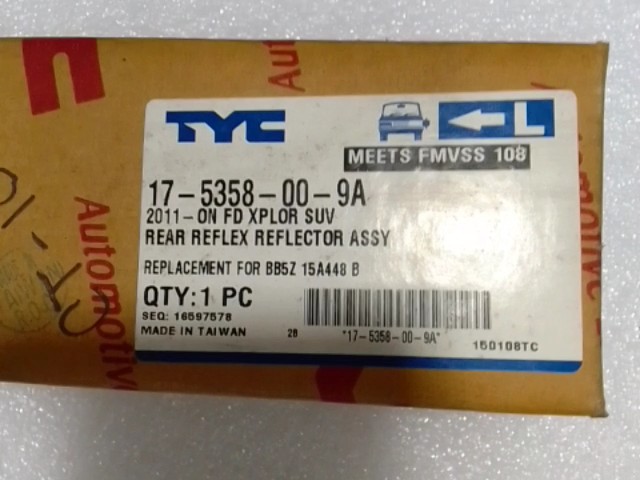 TYC
L
MEETS FMVSS 108
17-5358-00-9A
2011-ON FD XPLOR SUV
REAR REFLEX REFLECTOR ASSY
REPLACEMENT FOR BB5Z 15A448 B
QTY:1 PC
SEQ: 16597578
MADE IN TAIWAN
28
"17-5358-00-9A"
150108TC
Automotive